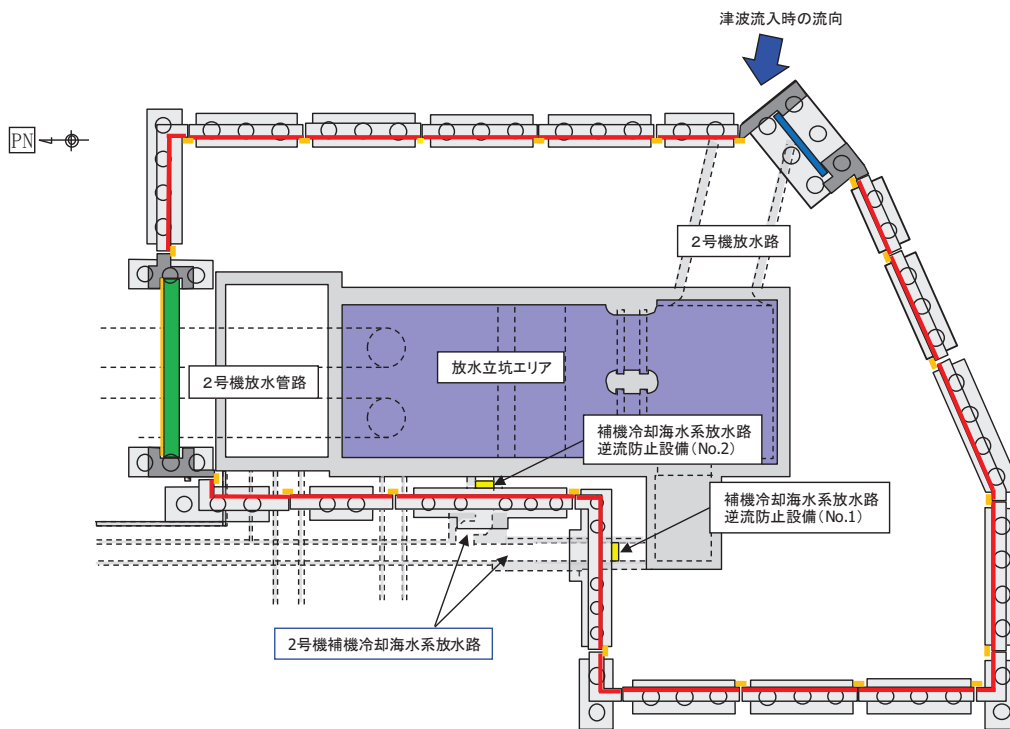 津波流入時の流向
PN
2号機放水路
放水立坑エリア
2号機放水管路
補機冷却海水系放水路
逆流防止設備(No.2)
補機冷却海水系放水路
逆流防止設備(No.1)
2号機補機冷却海水系放水路